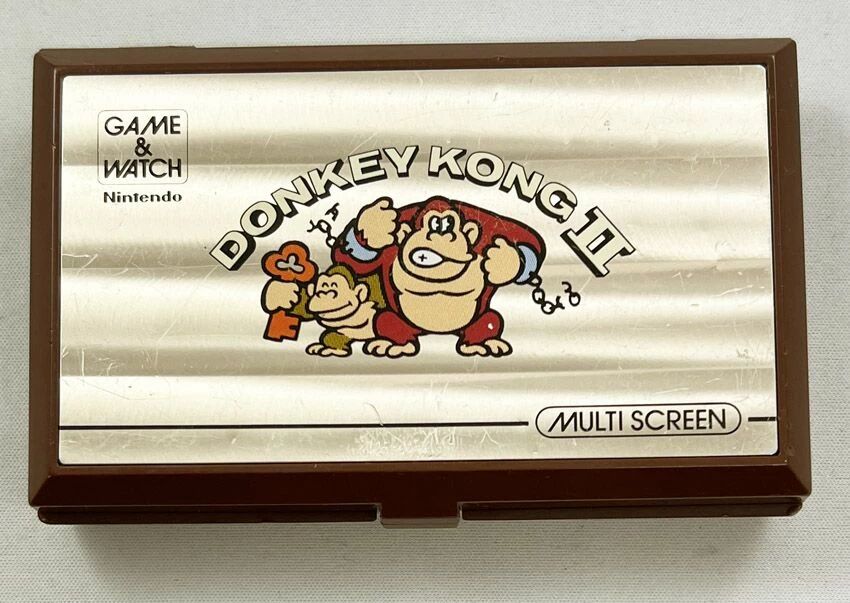 GAME
&
WATCH
Nintendo
DONKEY KONG II
MULTI SCREEN